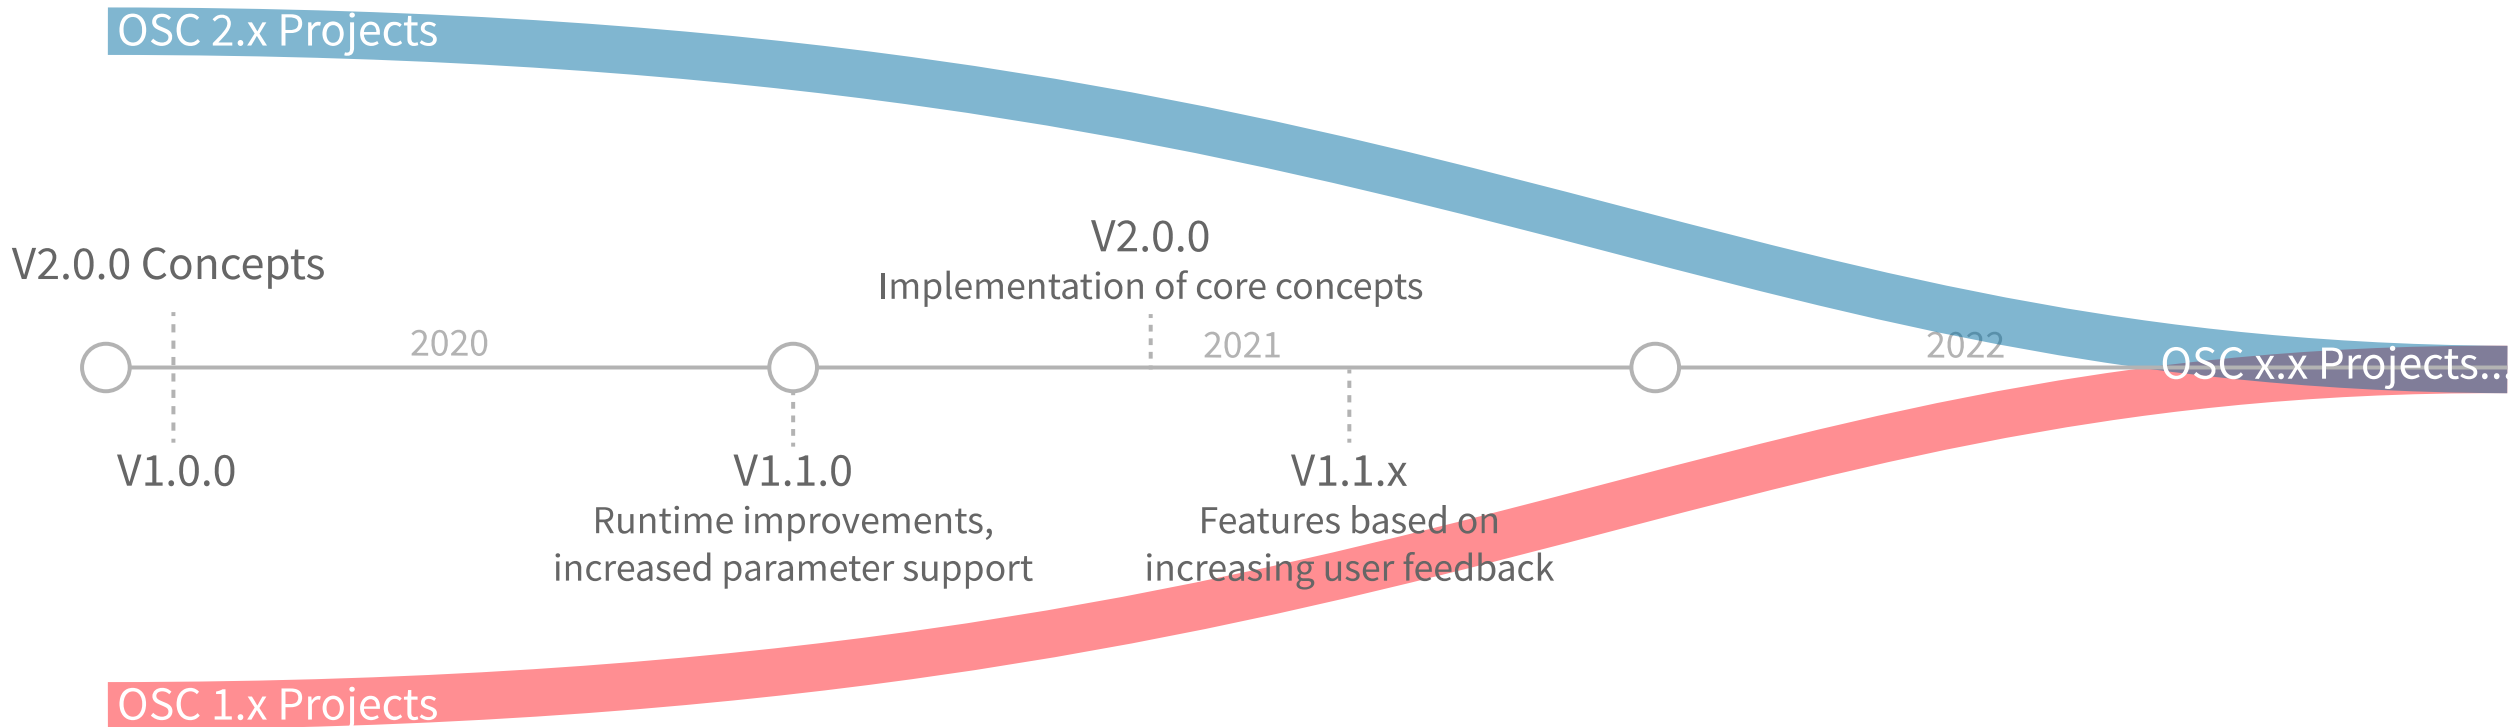 OSC 2.x Projects
V2.0.0 Concepts
V2.0.0
Implementation of core concepts
2020
2021
2022
OSC x.x Projects...
V1.0.0
V1.1.0
Runtime improvements,
increased parameter support
V1.1.x
Features based on
increasing user feedback
OSC 1.x Projects